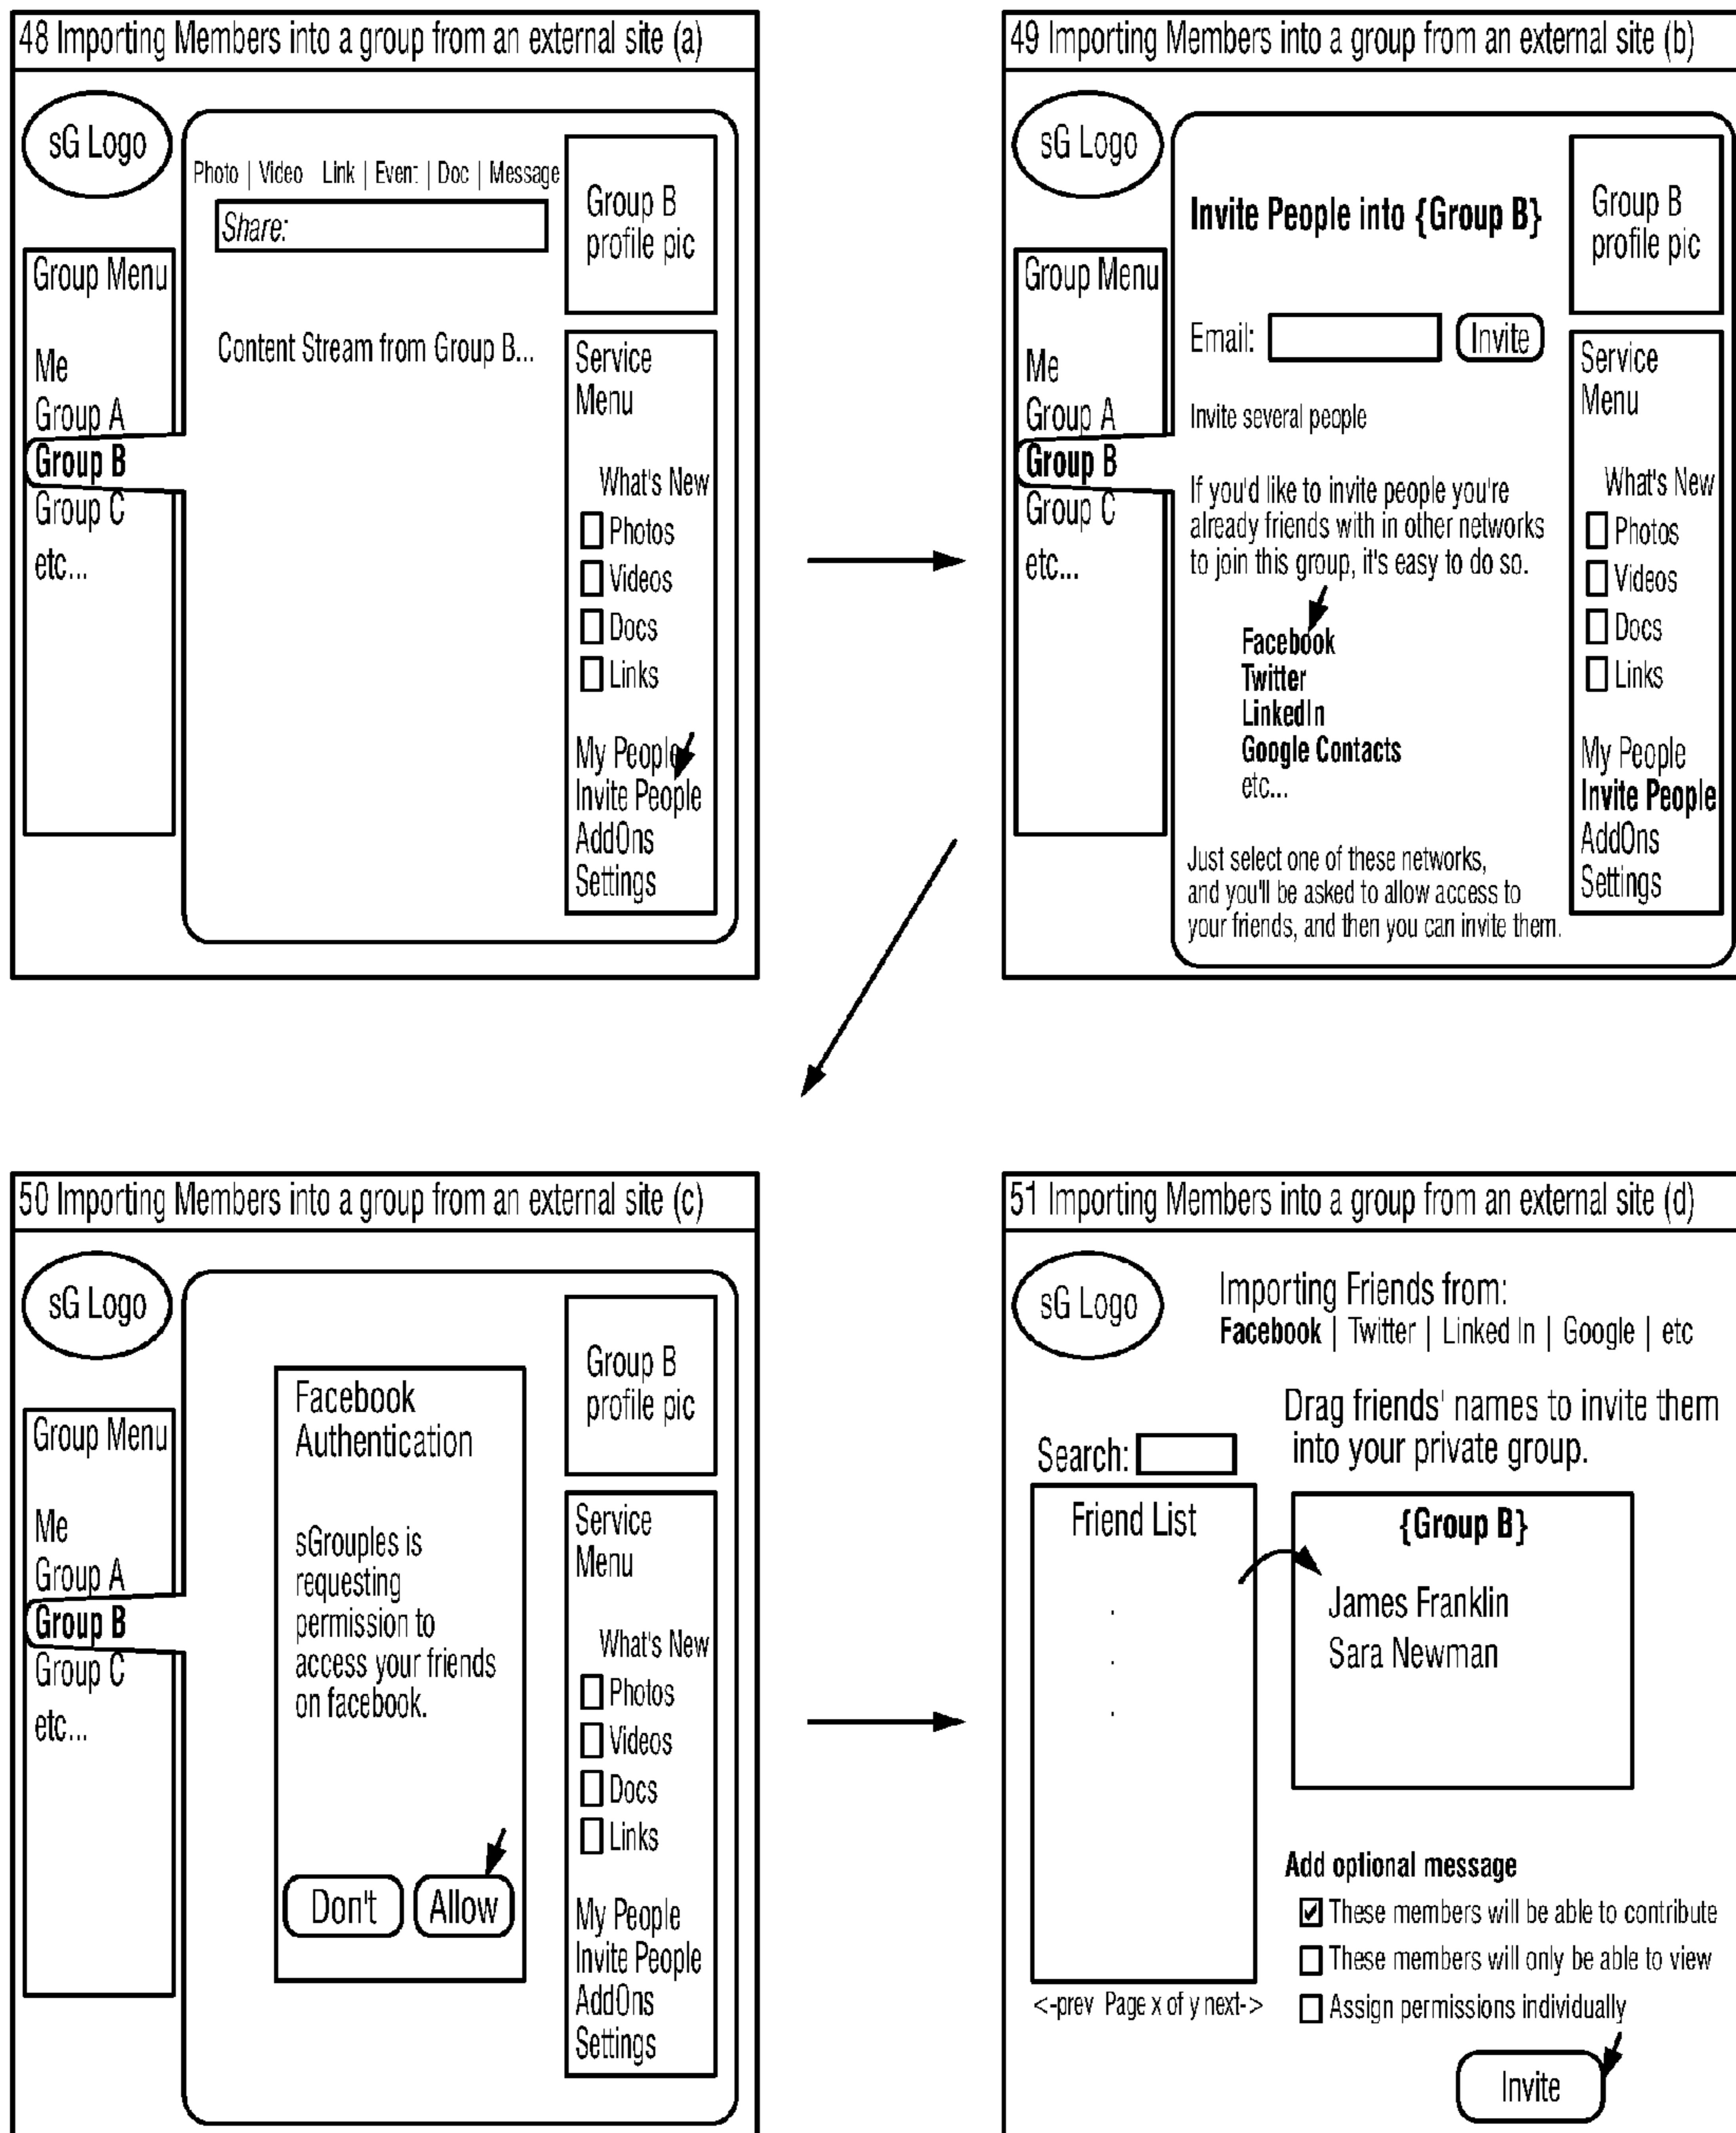 48 Importing Members into a group from an external site (a)
sG Logo
Photo | Video Link | Event | Doc | Message
Share:
Group B
profile pic
Group Menu
Me
Group A
Group B
Group C
etc...
Content Stream from Group B...
Service
Menu
What's New
Photos
Videos
Docs
Links
My People
Invite People
AddOns
Settings
49 Importing Members into a group from an external site (b)
sG Logo
Invite People into {Group B}
Group B
profile pic
Group Menu
Me
Group A
Group B
Group C
etc...
Email:
Invite
Invite several people
If you'd like to invite people you're
already friends with in other networks
to join this group, it's easy to do so.
Facebook
Twitter
LinkedIn
Google Contacts
etc...
Just select one of these networks,
and you'll be asked to allow access to
your friends, and then you can invite them.
Service
Menu
What's New
Photos
Videos
Docs
Links
My People
Invite People
AddOns
Settings
50 Importing Members into a group from an external site (c)
sG Logo
Group Menu
Me
Group A
Group B
Group C
etc...
Facebook
Authentication
sGrouples is
requesting
permission to
access your friends
on facebook.
Don't
Allow
Group B
profile pic
Service
Menu
What's New
Photos
Videos
Docs
Links
My People
Invite People
AddOns
Settings
51 Importing Members into a group from an external site (d)
sG Logo
Importing Friends from:
Facebook | Twitter | Linked In | Google | etc
Drag friends' names to invite them
into your private group.
Search:
Friend List
.
.
.
<-prev Page x of y next->
{Group B}
James Franklin
Sara Newman
Add optional message
These members will be able to contribute
These members will only be able to view
Assign permissions individually
Invite